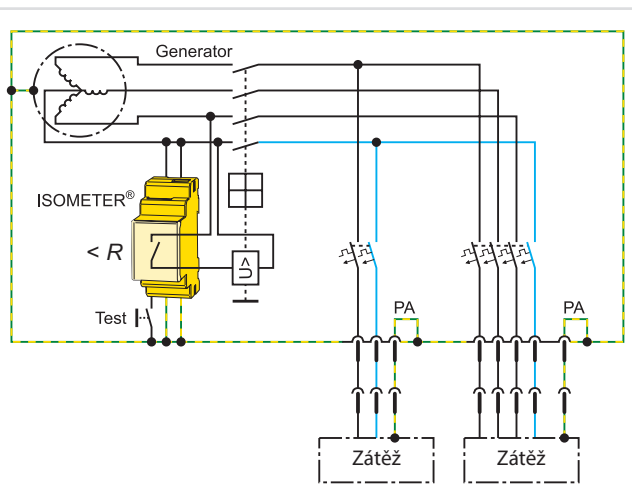 Generator
ISOMETER®
< R
U>
Test
PA
PA
Zátěž
Zátěž